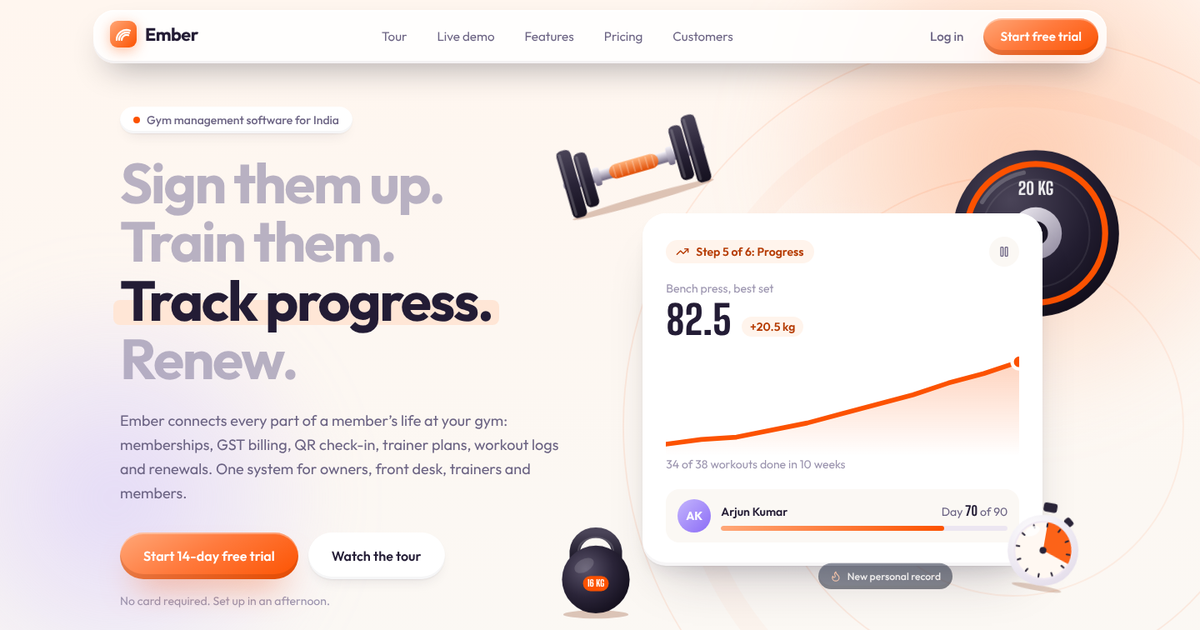 Ember
Tour
Live demo
Features
Pricing
Customers
Log in
Start free trial
Gym management software for India
Sign them up.
Train them.
Track progress.
Renew.
Ember connects every part of a member’s life at your gym:
memberships, GST billing, QR check-in, trainer plans, workout logs
and renewals. One system for owners, front desk, trainers and
members.
Start 14-day free trial
Watch the tour
No card required. Set up in an afternoon.
20 KG
Step 5 of 6: Progress
Bench press, best set
82.5
+20.5 kg
34 of 38 workouts done in 10 weeks
AK
Arjun Kumar
Day 70 of 90
16 KG
New personal record